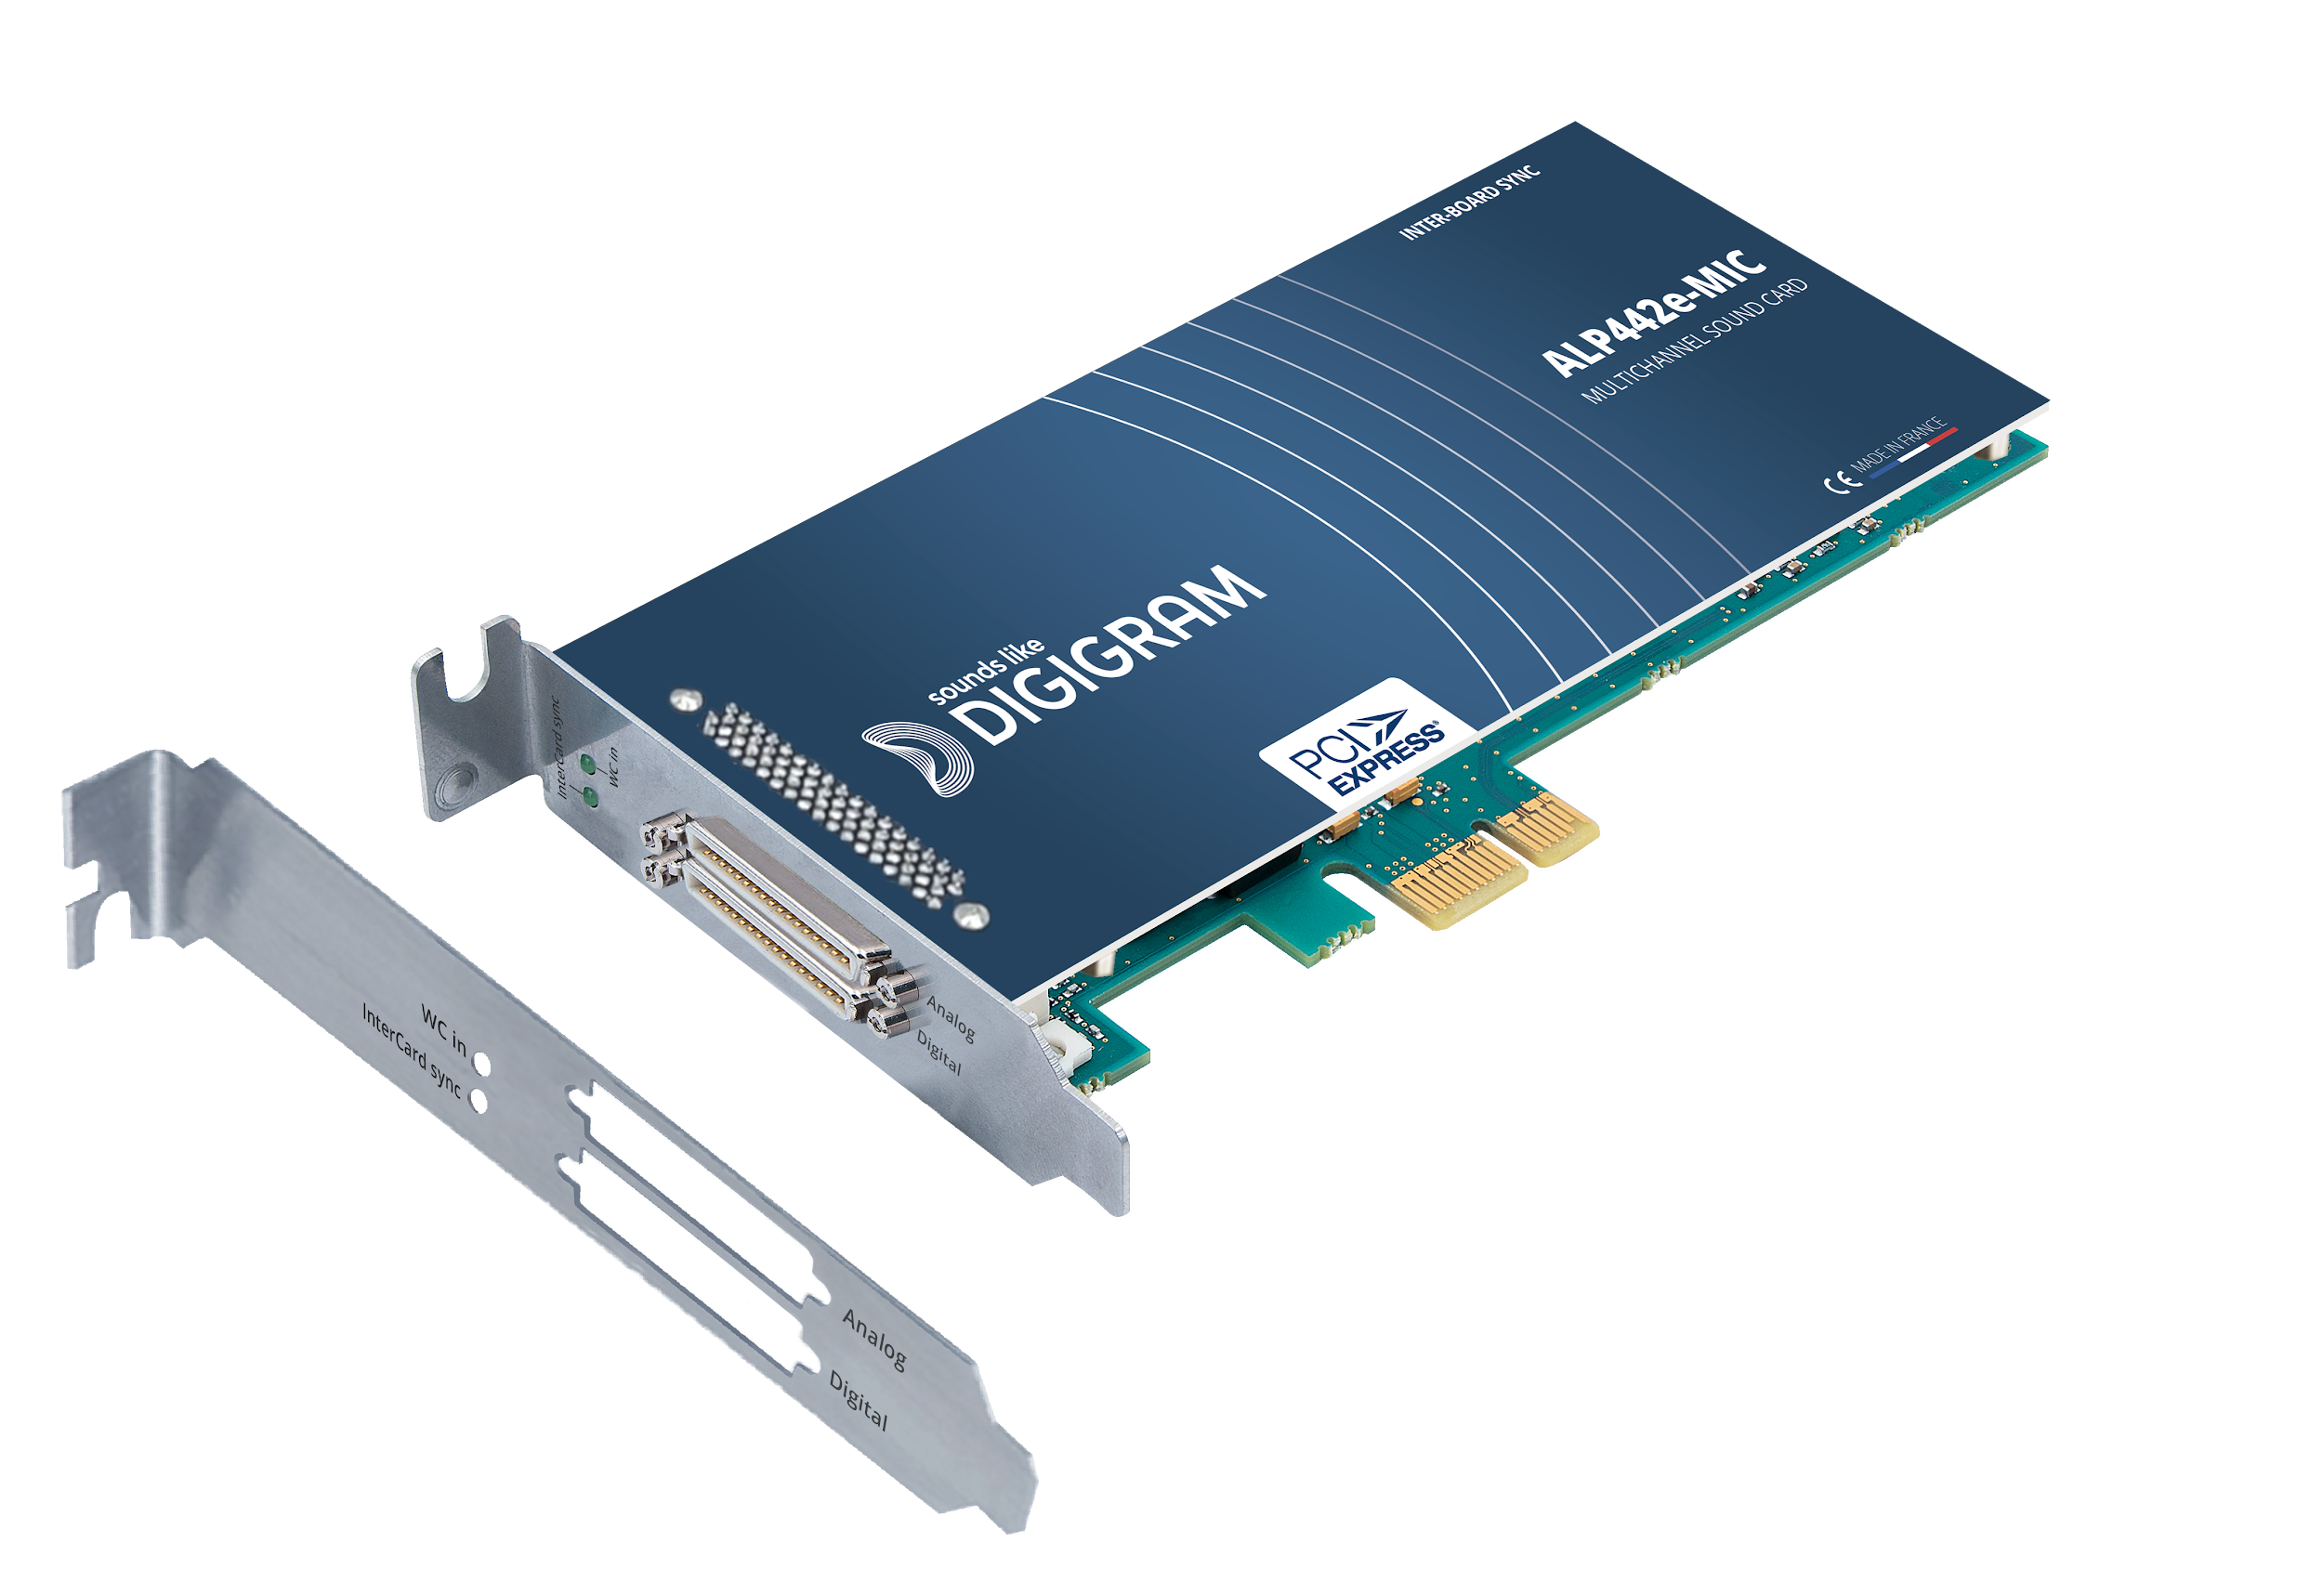 INTER-BOARD SYNC
ALP442e-MIC
MULTICHANNEL SOUND CARD
CE MADE IN FRANCE
sounds like
DIGIGRAM
PCI
EXPRESS®
InterCard sync
WC in
Analog
Digital
WC in
InterCard sync
Analog
Digital